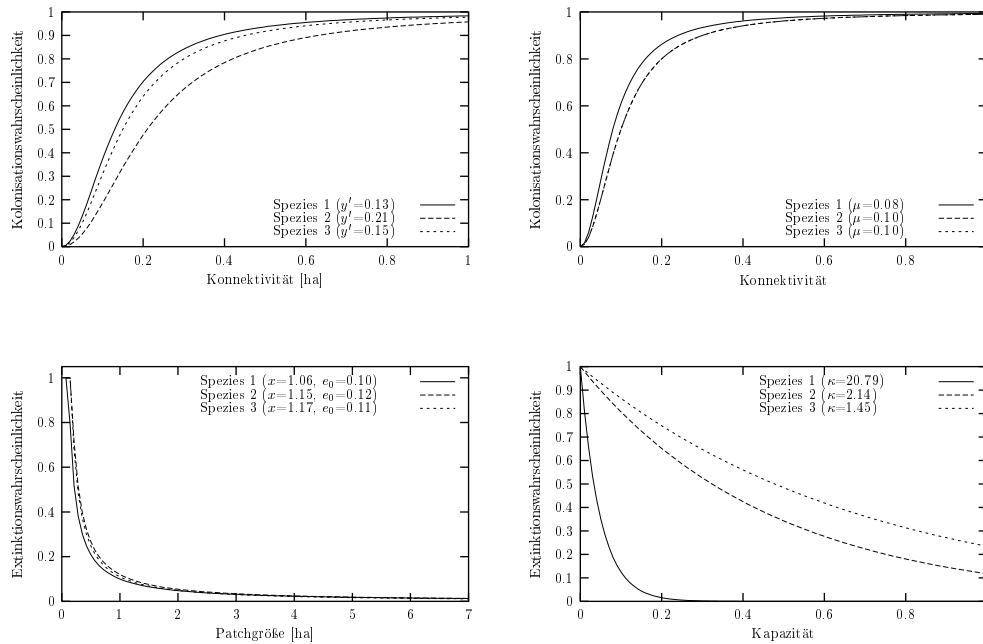 1
0.9
0.8
0.7
0.6
0.5
0.4
0.3
0.2
0.1
0
Kolonisationswahrscheinlichkeit
Spezies 1 (y′=0.13)
Spezies 2 (y′=0.21)
Spezies 3 (y′=0.15)
0 0.2 0.4 0.6 0.8 1
Konnektivität [ha]
1
0.8
0.6
0.4
0.2
0
Kolonisationswahrscheinlichkeit
Spezies 1 (μ=0.08)
Spezies 2 (μ=0.10)
Spezies 3 (μ=0.10)
0 0.2 0.4 0.6 0.8
Konnektivität
1
0.8
0.6
0.4
0.2
0
Extinktionswahrscheinlichkeit
Spezies 1 (x=1.06, e₀=0.10)
Spezies 2 (x=1.15, e₀=0.12)
Spezies 3 (x=1.17, e₀=0.11)
0 1 2 3 4 5 6 7
Patchgröße [ha]
1
0.9
0.8
0.7
0.6
0.5
0.4
0.3
0.2
0.1
0
Extinktionswahrscheinlichkeit
Spezies 1 (κ=20.79)
Spezies 2 (κ=2.14)
Spezies 3 (κ=1.45)
0 0.2 0.4 0.6 0.8
Kapazität